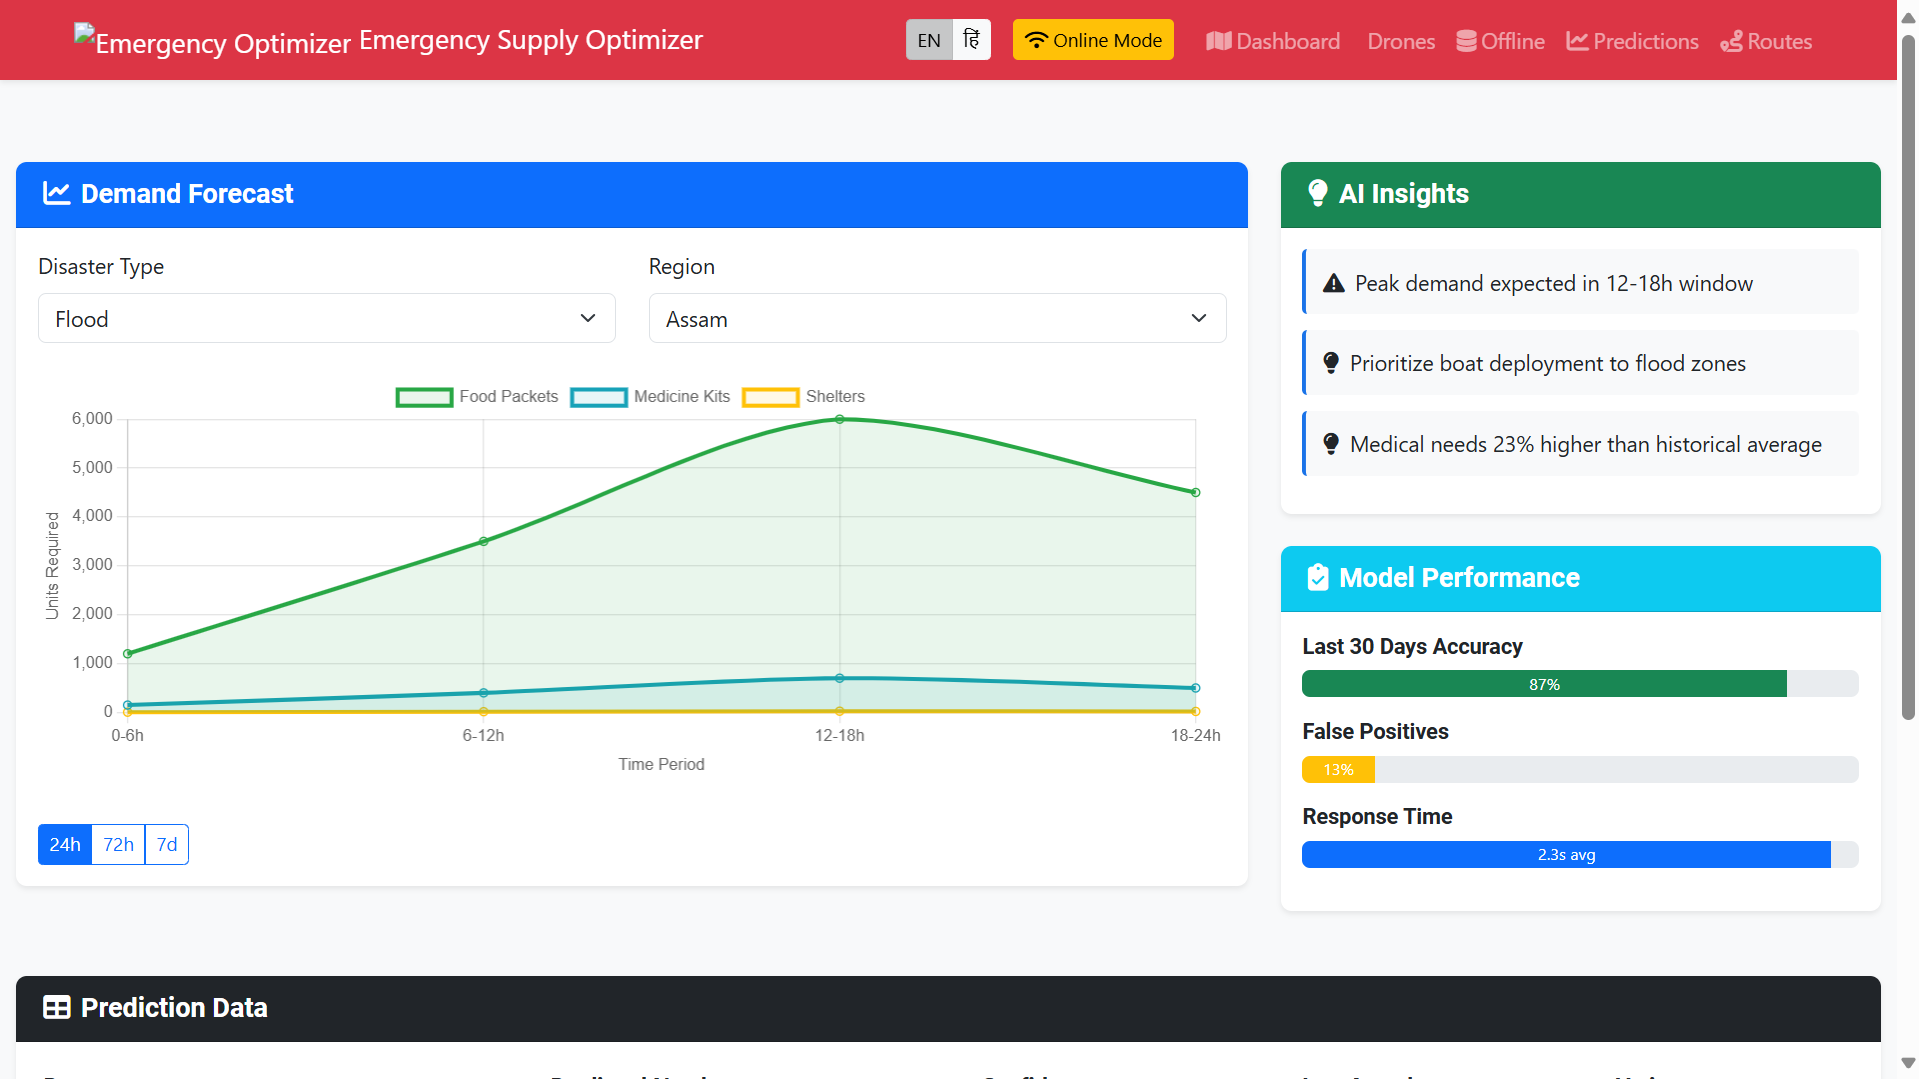 Emergency Optimizer Emergency Supply Optimizer
EN हिं
Online Mode
Dashboard Drones Offline Predictions Routes
Demand Forecast
Disaster Type Region
Flood Assam
Food Packets Medicine Kits Shelters
6,000
5,000
4,000
3,000
2,000
1,000
0
Units Required
0-6h 6-12h 12-18h 18-24h
Time Period
24h 72h 7d
AI Insights
Peak demand expected in 12-18h window
Prioritize boat deployment to flood zones
Medical needs 23% higher than historical average
Model Performance
Last 30 Days Accuracy
87%
False Positives
13%
Response Time
2.3s avg
Prediction Data